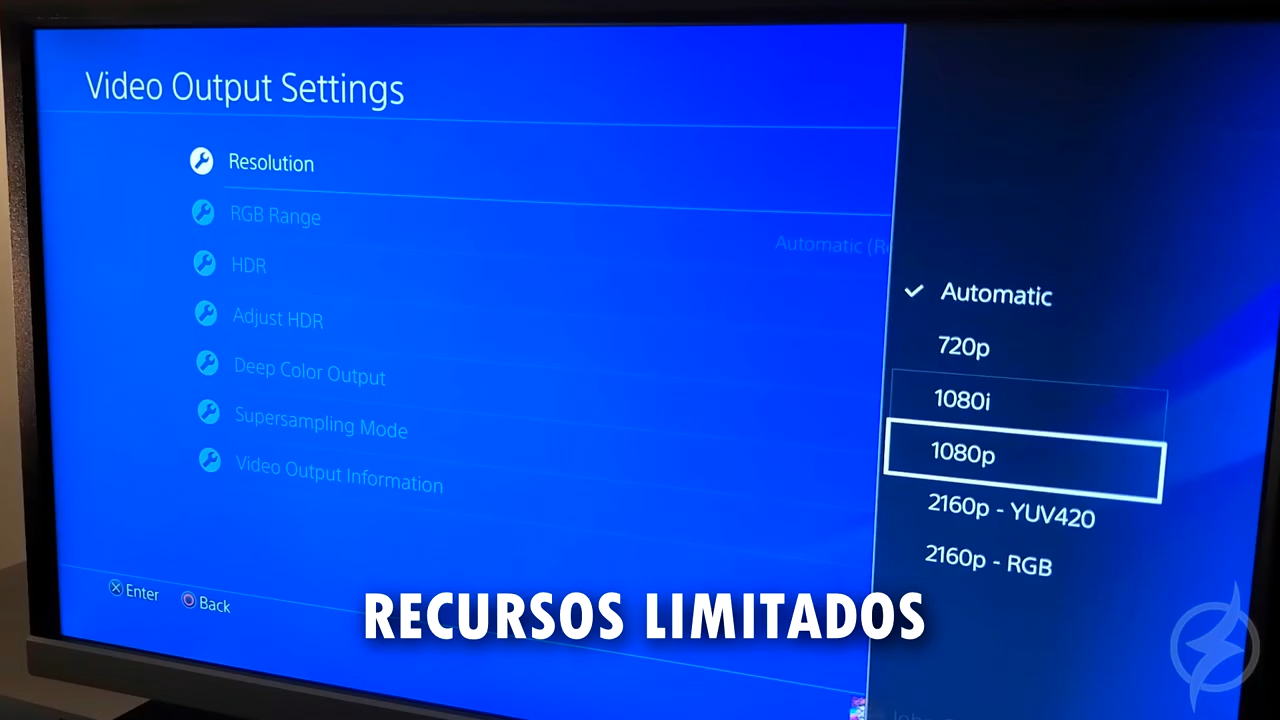 Video Output Settings
Resolution
RGB Range
Automatic (R
HDR
Adjust HDR
Deep Color Output
Supersampling Mode
Video Output Information
Enter
Back
Automatic
720p
1080i
1080p
2160p - YUV420
2160p - RGB
RECURSOS LIMITADOS